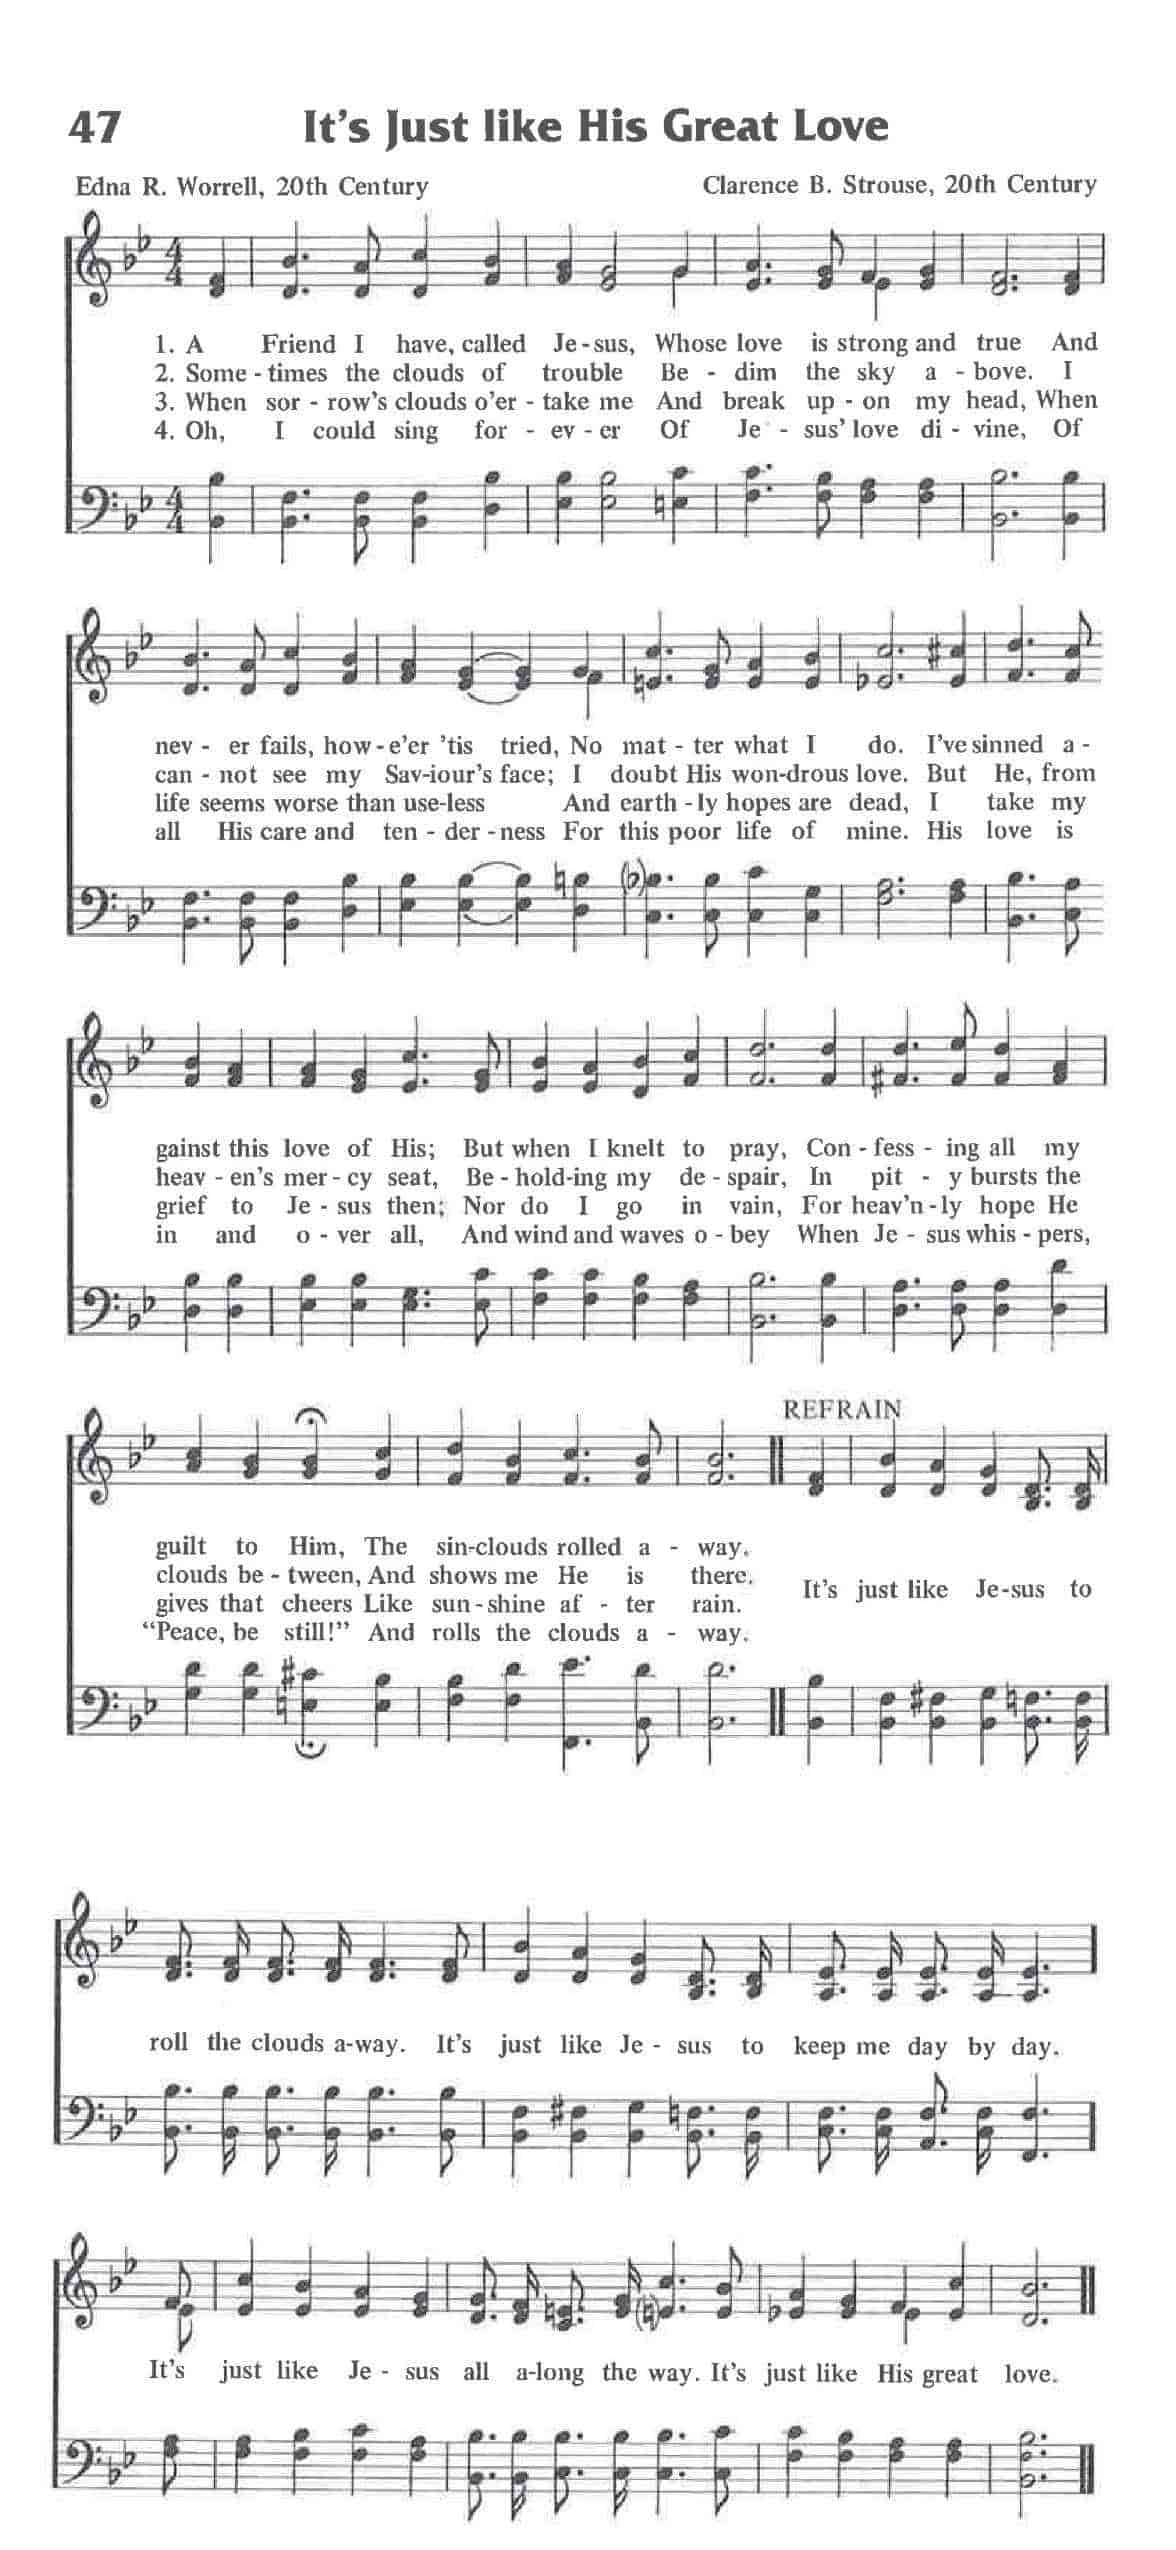 47 It's Just like His Great Love
Edna R. Worrell, 20th Century Clarence B. Strouse, 20th Century
1. A Friend I have, called Je-sus, Whose love is strong and true And
2. Some-times the clouds of trouble Be - dim the sky a - bove. I
3. When sor - row's clouds o'er - take me And break up - on my head, When
4. Oh, I could sing for - ev - er Of Je - sus' love di - vine, Of
nev - er fails, how-e'er 'tis tried, No mat - ter what I do. I've sinned a -
can - not see my Sav-iour's face; I doubt His won-drous love. But He, from
life seems worse than use-less And earth - ly hopes are dead, I take my
all His care and ten - der - ness For this poor life of mine. His love is
gainst this love of His; But when I knelt to pray, Con - fess - ing all my
heav - en's mer - cy seat, Be - hold-ing my de - spair, In pit - y bursts the
grief to Je - sus then; Nor do I go in vain, For heav'n-ly hope He
in and o - ver all, And wind and waves o - bey When Je - sus whis - pers,
REFRAIN
guilt to Him, The sin-clouds rolled a - way.
clouds be - tween, And shows me He is there.
gives that cheers Like sun-shine af - ter rain.
"Peace, be still!" And rolls the clouds a - way.
It's just like Je-sus to
roll the clouds a-way. It's just like Je - sus to keep me day by day.
It's just like Je - sus all a-long the way. It's just like His great love.